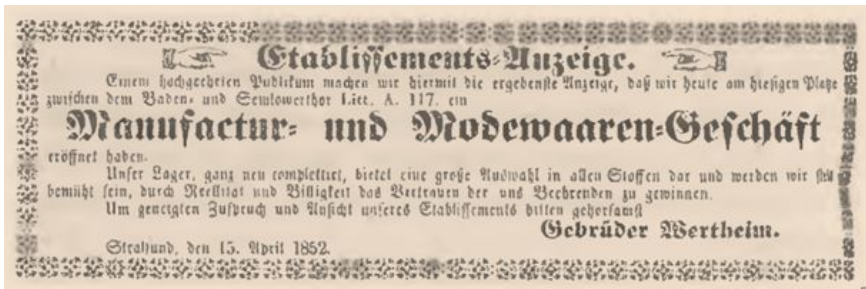 Etablissements-Anzeige.
Einem hochgeehrten Publikum machen wir hiermit die ergebenste Anzeige, daß wir heute am hiesigen Platze
zwischen dem Baden- und Semlowerthor Litt. A. 117. ein
Manufactur- und Modewaaren-Geschäft
eröffnet haben.
Unser Lager, ganz neu complettiret, bietet eine große Auswahl in allen Stoffen dar und werden wir stets
bemüht sein, durch Reellität und Billigkeit das Vertrauen der uns Beehrenden zu gewinnen.
Um geneigten Zuspruch und Ansicht unseres Etablissements bitten gehorsamst
Gebrüder Wertheim.
Stralsund, den 15. April 1852.